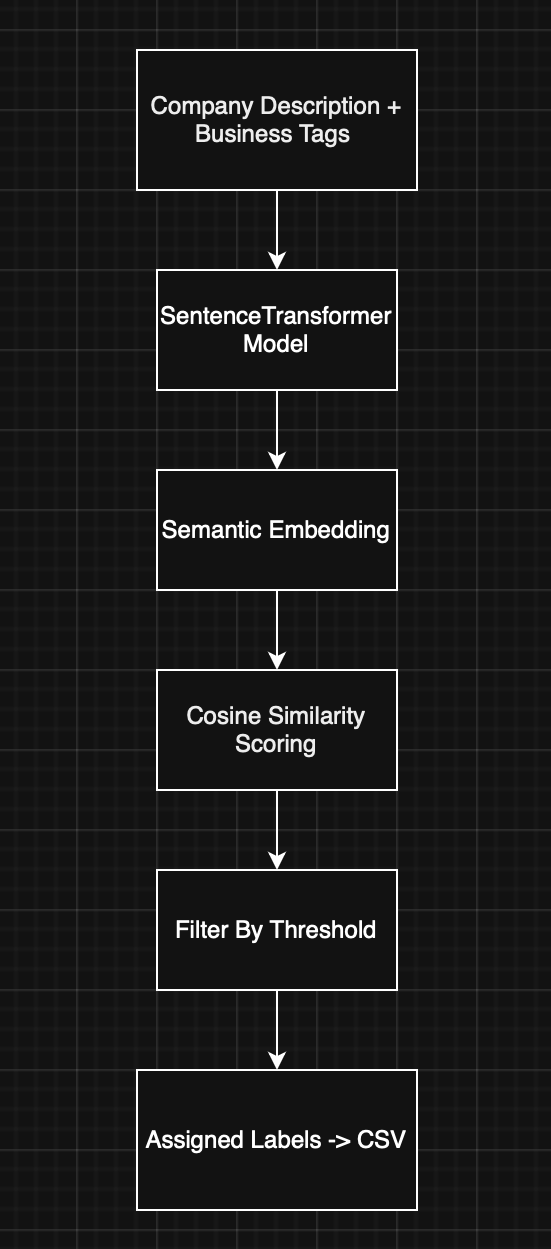 Company Description +
Business Tags
SentenceTransformer
Model
Semantic Embedding
Cosine Similarity
Scoring
Filter By Threshold
Assigned Labels -> CSV